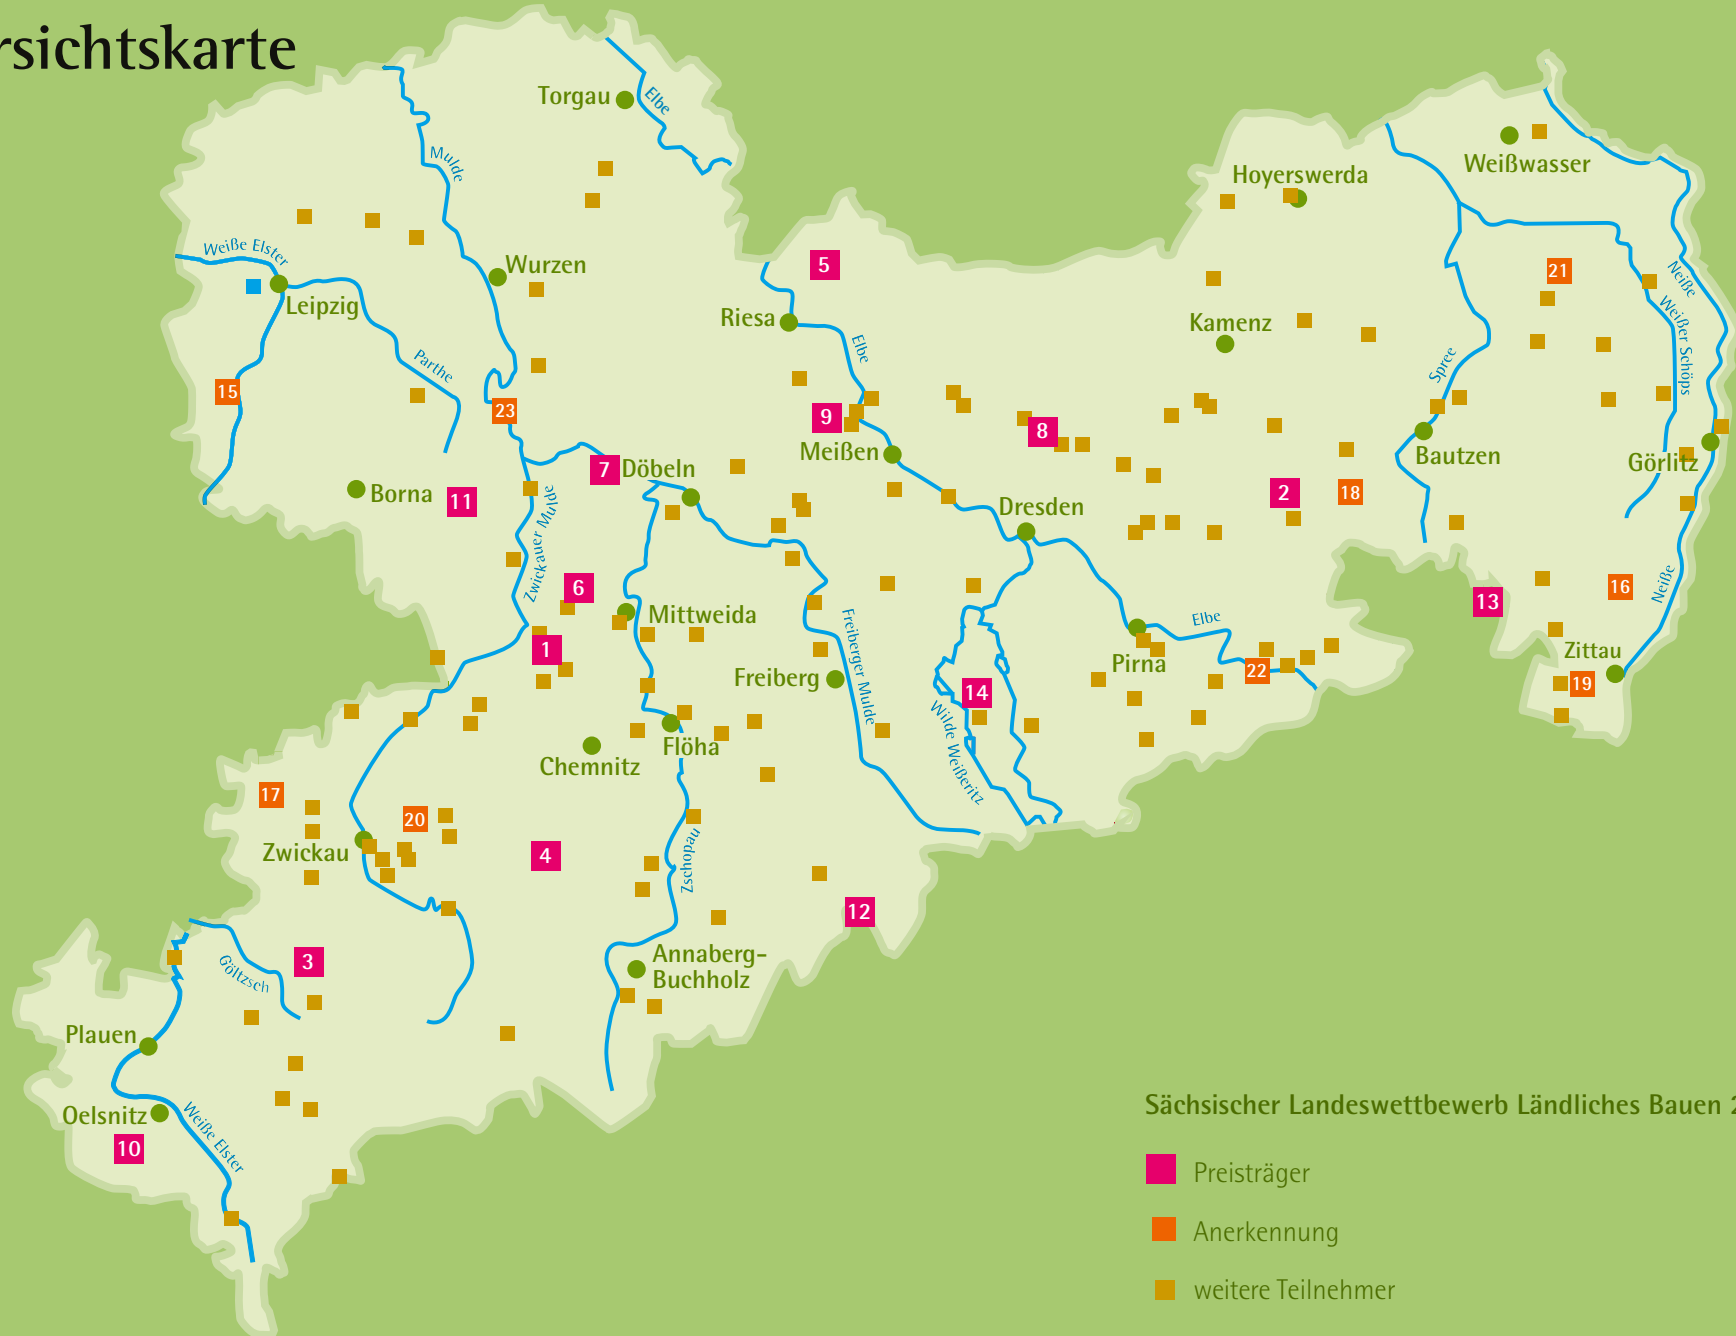 rsichtskarte
Torgau
Elbe
Mulde
Weißwasser
Hoyerswerda
Weiße Elster
Wurzen
5
21
Neiße
Leipzig
Riesa
Kamenz
Weißer Schöps
Elbe
Parthe
Spree
15
23
9
8
Meißen
Bautzen
Görlitz
7
Döbeln
Borna
11
2
18
Dresden
Zwickauer Mulde
6
Mittweida
13
16
Neiße
Elbe
1
Freiberger Mulde
Pirna
Zittau
Freiberg
22
19
14
Wilde Weißeritz
Flöha
Chemnitz
17
20
Zwickau
4
Zschopau
12
3
Göltzsch
Annaberg-
Buchholz
Plauen
Oelsnitz
Weiße Elster
10
Sächsischer Landeswettbewerb Ländliches Bauen 2
Preisträger
Anerkennung
weitere Teilnehmer